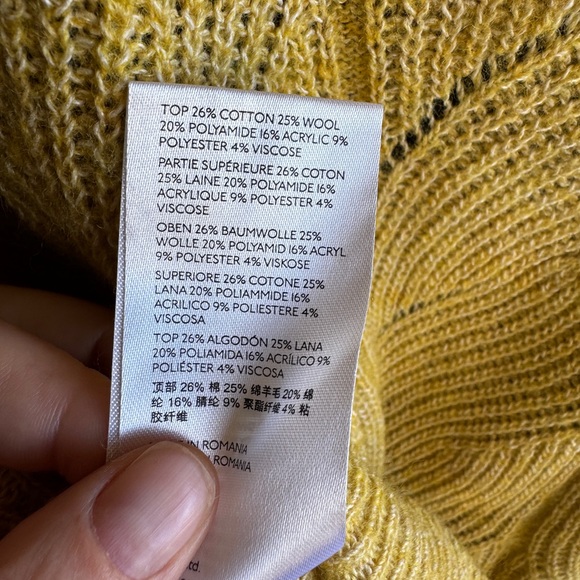 TOP 26% COTTON 25% WOOL
20% POLYAMIDE 16% ACRYLIC 9%
POLYESTER 4% VISCOSE
PARTIE SUPÉRIEURE 26% COTON
25% LAINE 20% POLYAMIDE 16%
ACRYLIQUE 9% POLYESTER 4%
VISCOSE
OBEN 26% BAUMWOLLE 25%
WOLLE 20% POLYAMID 16% ACRYL
9% POLYESTER 4% VISKOSE
SUPERIORE 26% COTONE 25%
LANA 20% POLIAMMIDE 16%
ACRILICO 9% POLIESTERE 4%
VISCOSA
TOP 26% ALGODÓN 25% LANA
20% POLIAMIDA 16% ACRÍLICO 9%
POLIÉSTER 4% VISCOSA
顶部 26% 棉 25% 绵羊毛 20% 绵
纶 16% 腈纶 9% 聚酯纤维 4% 粘
胶纤维
IN ROMANIA
ROMANIA
td.